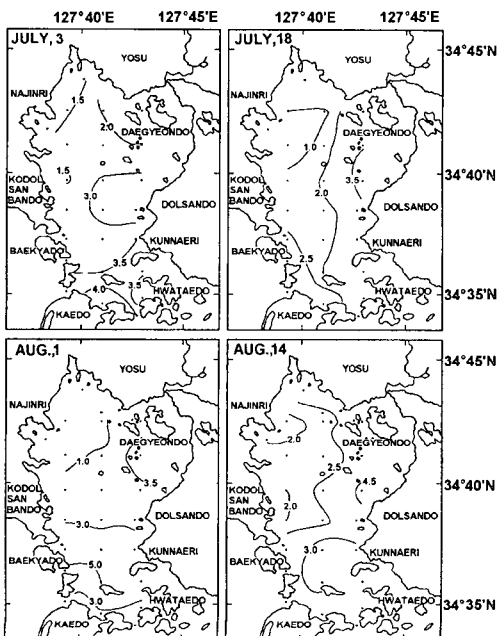 127°40'E 127°45'E 127°40'E 127°45'E
JULY, 3
YOSU
NAJINRI
1.5
2.0
DAEGYEONDO
1.5
KODOL
SAN
BANDO
3.0
DOLSANDO
KUNNAERI
BAEKYADO
3.5
4.0
3.5
HWATAEDO
KAEDO
JULY, 18
YOSU
34°45'N
NAJINRI
DAEGYEONDO
1.0
3.5
34°40'N
KODOL
SAN
BANDO
2.0
DOLSANDO
KUNNAERI
BAEKYADO
2.5
34°35'N
HWATAEDO
KAEDO
AUG.,1
YOSU
NAJINRI
DAEGYEONDO
1.0
3.5
KODOL
SAN
BANDO
DOLSANDO
3.0
KUNNAERI
BAEKYADO
5.0
3.0
HWATAEDO
KAEDO
AUG.,14
YOSU
34°45'N
NAJINRI
2.0
DAEGYEONDO
2.5
4.5
34°40'N
KODOL
SAN
BANDO
2.0
DOLSANDO
3.0
KUNNAERI
BAEKYADO
HWATAEDO
34°35'N
KAEDO